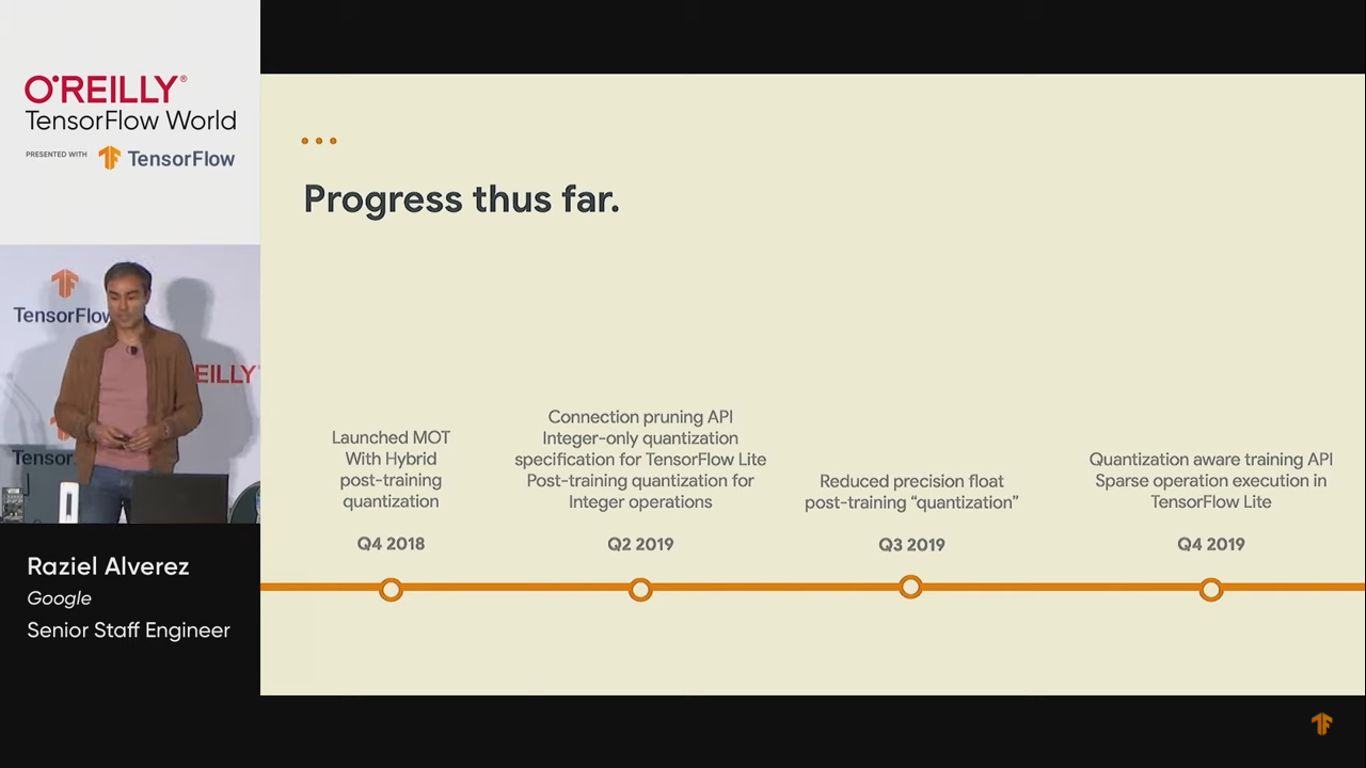 O'REILLY®
TensorFlow World
PRESENTED WITH TensorFlow
TensorFlow
EILLY
Tensor
Raziel Alverez
Google
Senior Staff Engineer
Progress thus far.
Launched MOT
With Hybrid
post-training
quantization
Q4 2018
Connection pruning API
Integer-only quantization
specification for TensorFlow Lite
Post-training quantization for
Integer operations
Q2 2019
Reduced precision float
post-training “quantization”
Q3 2019
Quantization aware training API
Sparse operation execution in
TensorFlow Lite
Q4 2019